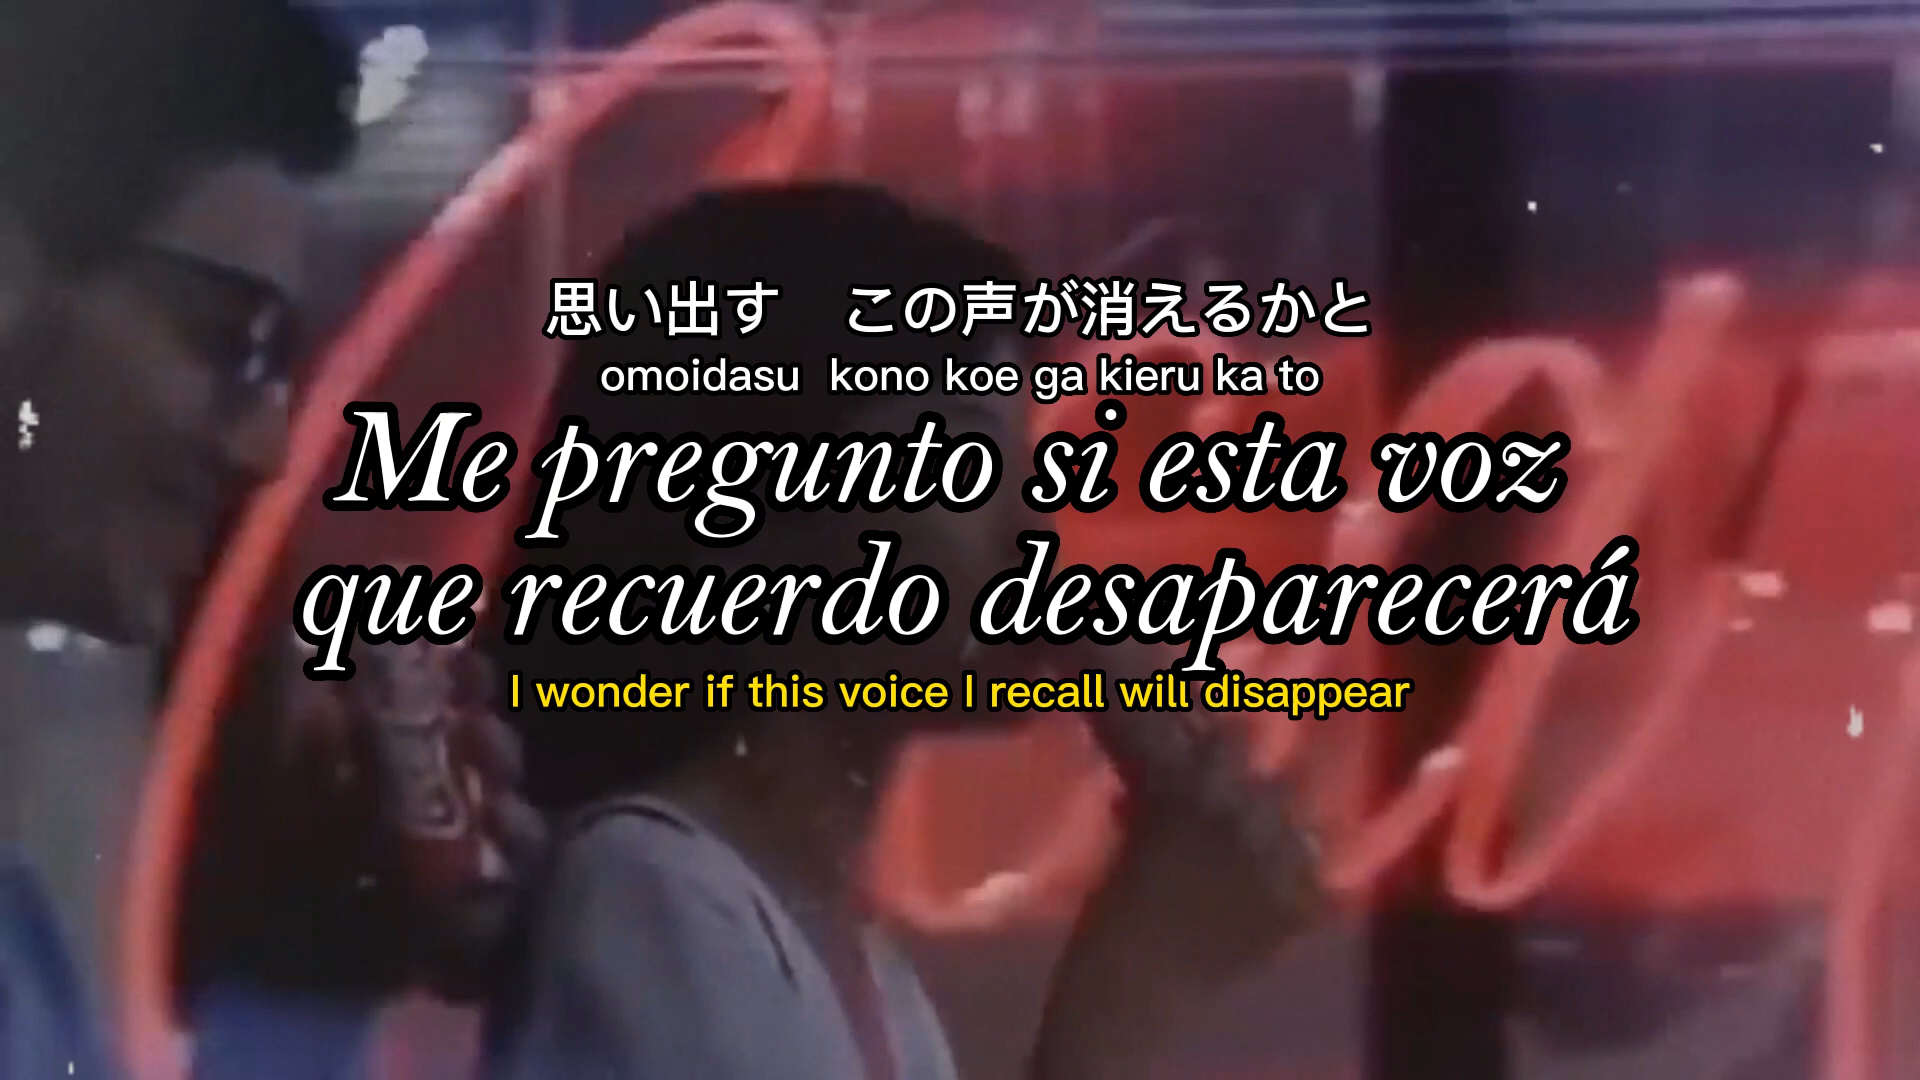 思い出す　この声が消えるかと
omoidasu  kono koe ga kieru ka to
Me pregunto si esta voz
que recuerdo desaparecerá
I wonder if this voice I recall will disappear